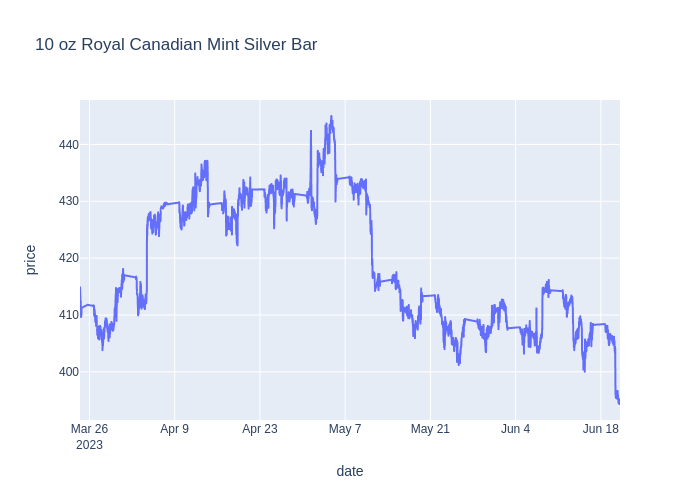 10 oz Royal Canadian Mint Silver Bar
440
430
420
410
400
price
Mar 26 Apr 9 Apr 23 May 7 May 21 Jun 4 Jun 18
2023
date